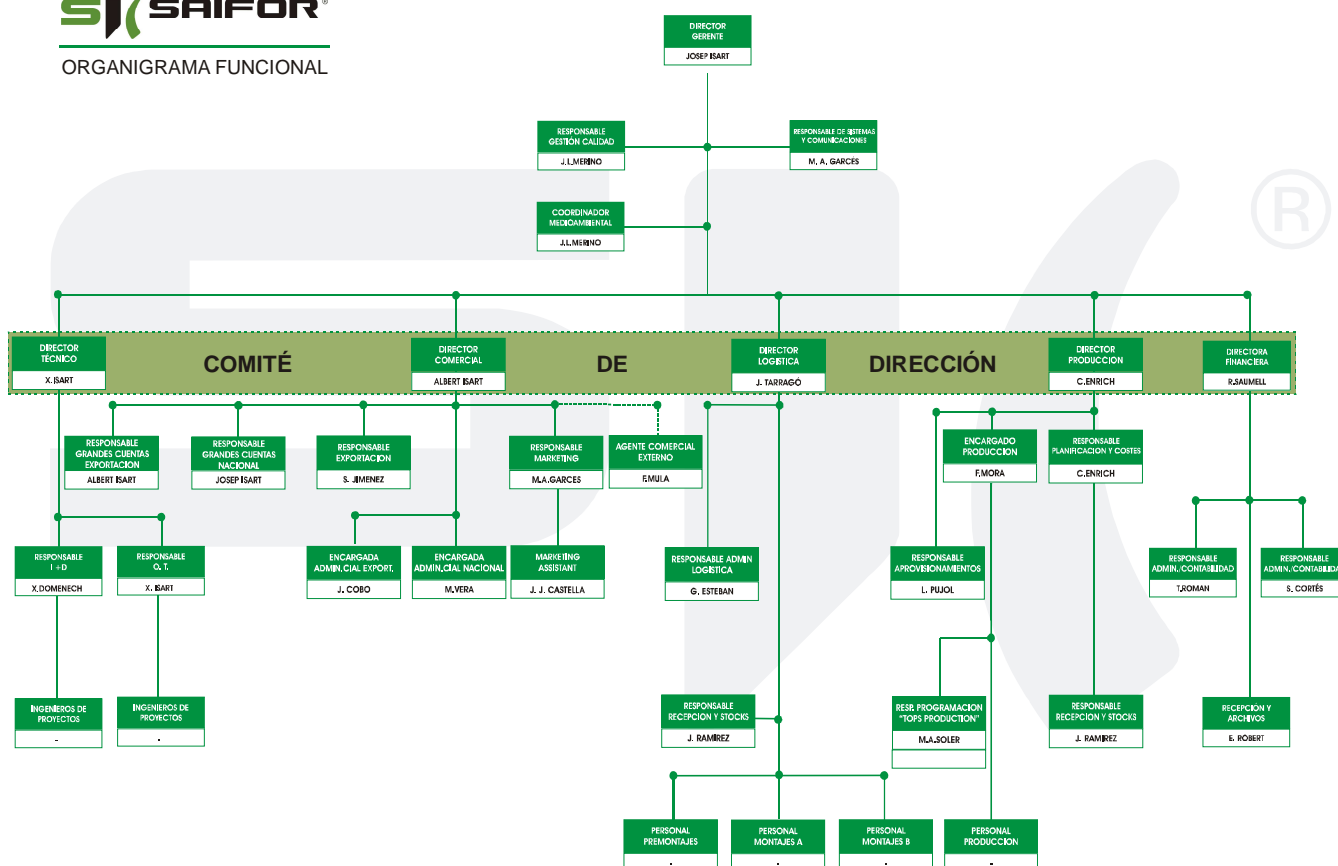 SAIFOR®
ORGANIGRAMA FUNCIONAL
DIRECTOR
GERENTE
JOSEP ISART
RESPONSABLE
GESTIÓN CALIDAD
J.L.MERINO
RESPONSABLE DE SISTEMAS
Y COMUNICACIONES
M. A. GARCÉS
COORDINADOR
MEDIOAMBIENTAL
J.L.MERINO
®
COMITÉ DE DIRECCIÓN
DIRECTOR
TÉCNICO
X.ISART
DIRECTOR
COMERCIAL
ALBERT ISART
DIRECTOR
LOGISTICA
J. TARRAGÓ
DIRECTOR
PRODUCCION
C.ENRICH
DIRECTORA
FINANCIERA
R.SAUMELL
RESPONSABLE
GRANDES CUENTAS
EXPORTACION
ALBERT ISART
RESPONSABLE
GRANDES CUENTAS
NACIONAL
JOSEP ISART
RESPONSABLE
EXPORTACION
S. JIMENEZ
RESPONSABLE
MARKETING
M.A.GARCES
AGENTE COMERCIAL
EXTERNO
F.MULA
ENCARGADO
PRODUCCION
F.MORA
RESPONSABLE
PLANIFICACION Y COSTES
C.ENRICH
RESPONSABLE
I +D
X.DOMENECH
RESPONSABLE
O. T.
X. ISART
ENCARGADA
ADMIN.CIAL EXPORT.
J. COBO
ENCARGADA
ADMIN.CIAL NACIONAL
M.VERA
MARKETING
ASSISTANT
J. J. CASTELLA
RESPONSABLE ADMIN
LOGISTICA
G. ESTEBAN
RESPONSABLE
APROVISIONAMIENTOS
L. PUJOL
RESPONSABLE
ADMIN./CONTABILIDAD
T.ROMAN
RESPONSABLE
ADMIN./CONTABILIDA
S. CORTÉS
INGENIEROS DE
PROYECTOS
-
INGENIEROS DE
PROYECTOS
-
RESPONSABLE
RECEPCION Y STOCKS
J. RAMÍREZ
RESP. PROGRAMACION
"TOPS PRODUCTION"
M.A.SOLER
RESPONSABLE
RECEPCION Y STOCKS
J. RAMIREZ
RECEPCIÓN Y
ARCHIVOS
E. ROBERT
PERSONAL
PREMONTAJES
-
PERSONAL
MONTAJES A
-
PERSONAL
MONTAJES B
-
PERSONAL
PRODUCCION
-